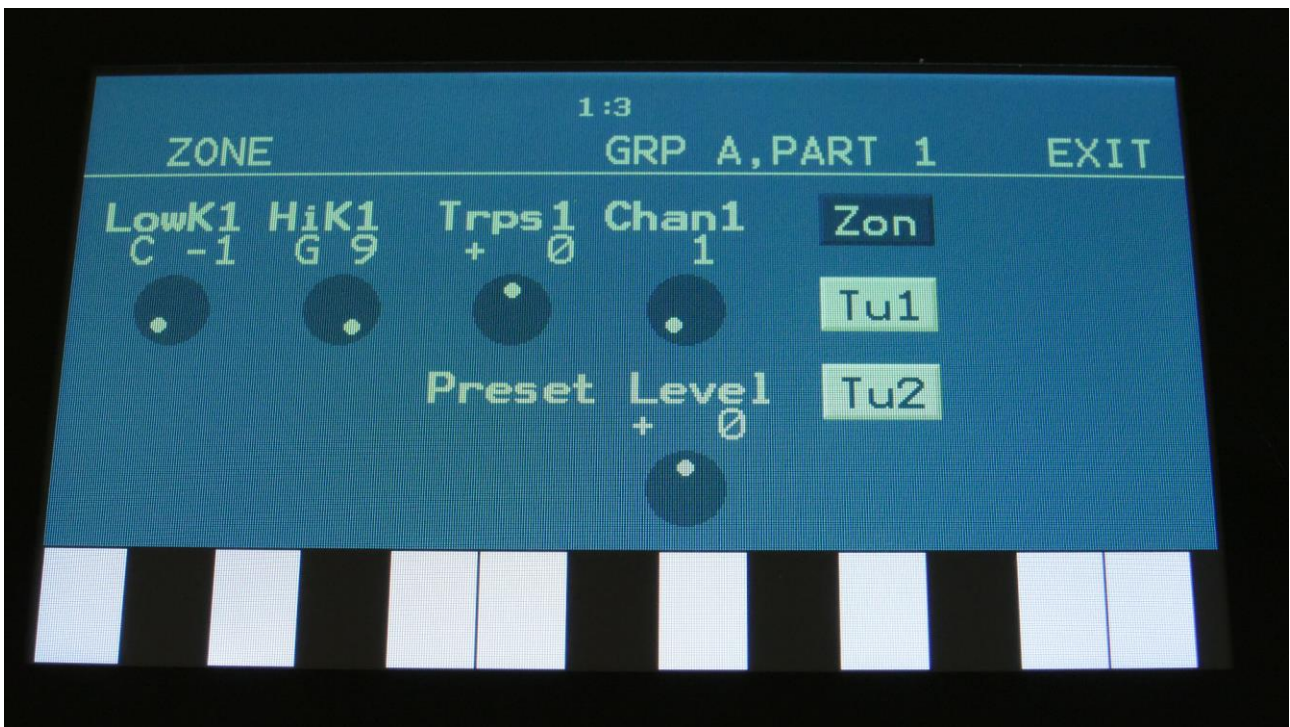 1:3
ZONE GRP A,PART 1 EXIT
LowK1 HiK1 Trps1 Chan1 Zon
C -1 G 9 + 0 1
Tu1
Preset Level Tu2
+ 0